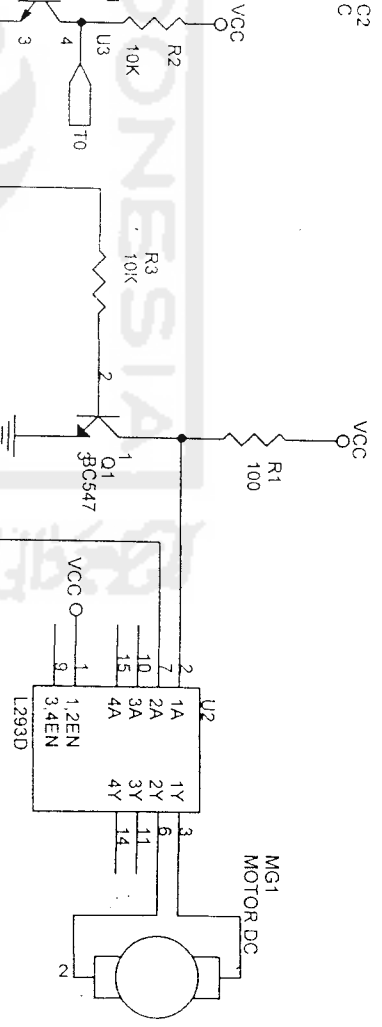 C2
C
VCC
R2
10K
U3
3
4
T0
R3
10K
2
VCC
R1
100
1
Q1
3
BC547
VCC
U2
2
1A
1Y
3
7
2A
2Y
6
10
3A
3Y
11
15
4A
4Y
14
1
1,2EN
9
3,4EN
L293D
MG1
MOTOR DC
2
DONESIA